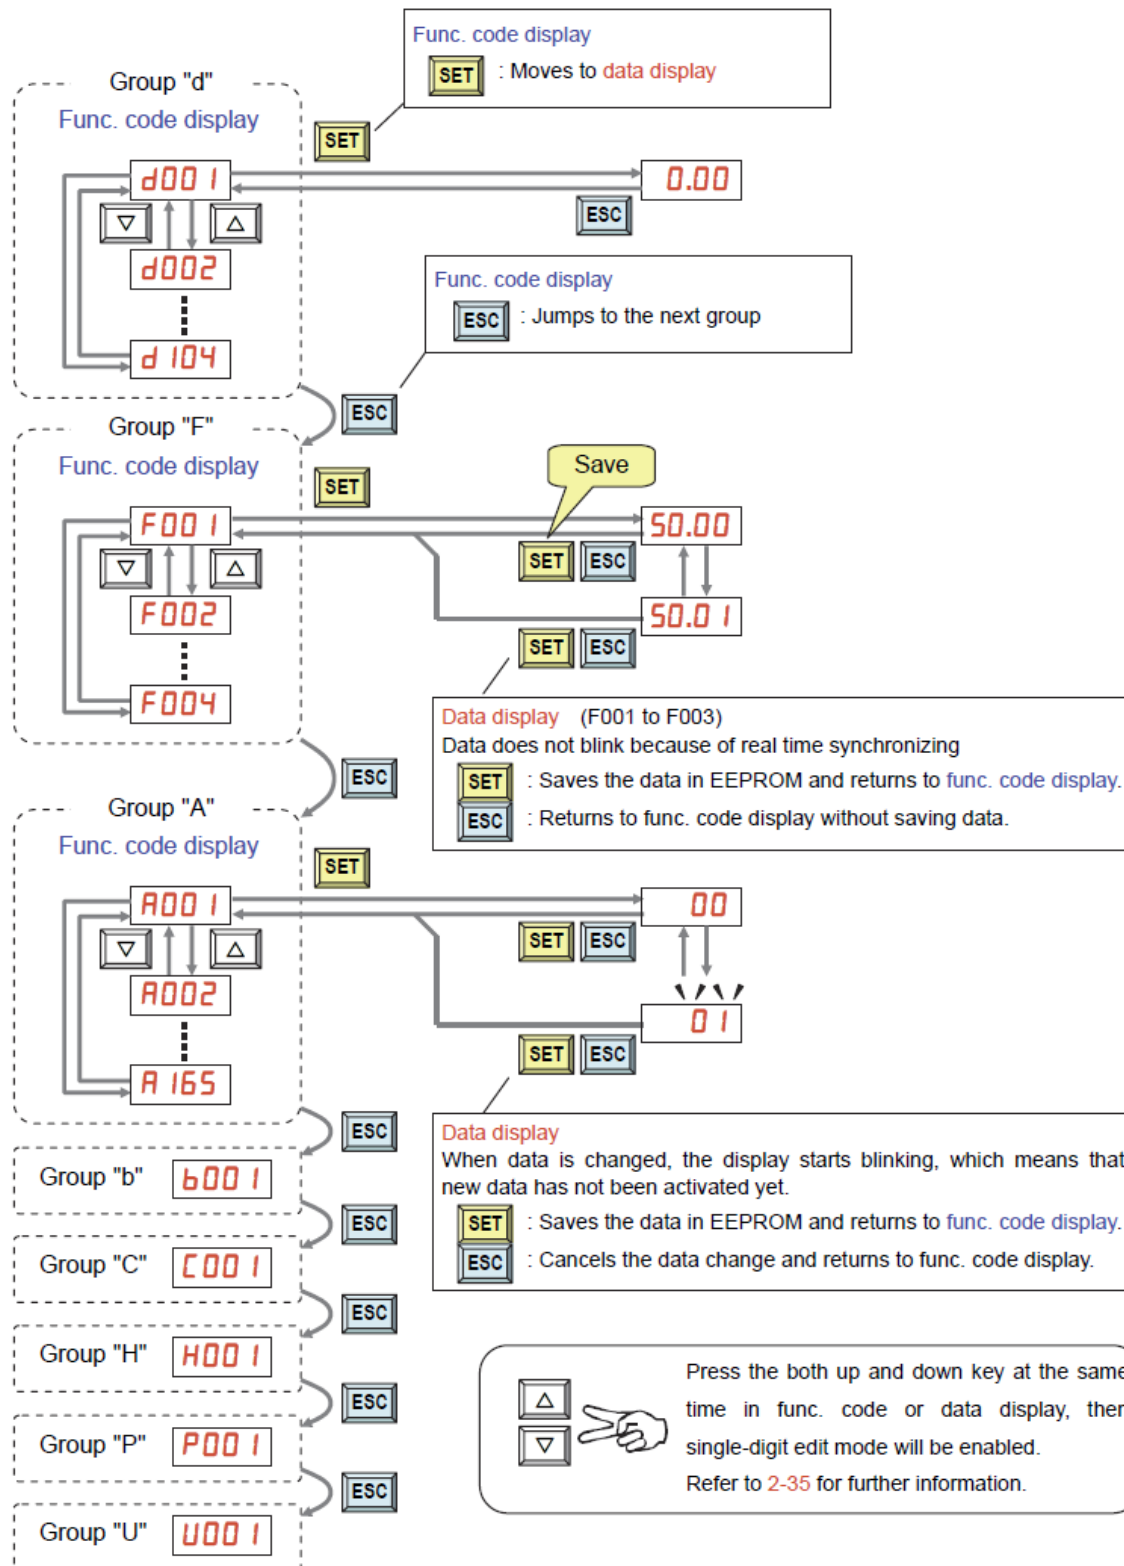 Func. code display
SET : Moves to data display
Group "d"
Func. code display
SET
d001
0.00
ESC
d002
Func. code display
ESC : Jumps to the next group
d104
ESC
Group "F"
Func. code display
SET
Save
F001
50.00
SET ESC
F002
50.01
SET ESC
F004
Data display (F001 to F003)
Data does not blink because of real time synchronizing
SET : Saves the data in EEPROM and returns to func. code display.
ESC : Returns to func. code display without saving data.
ESC
Group "A"
Func. code display
SET
A001
00
SET ESC
A002
01
SET ESC
A165
ESC
Data display
When data is changed, the display starts blinking, which means that
new data has not been activated yet.
SET : Saves the data in EEPROM and returns to func. code display.
ESC : Cancels the data change and returns to func. code display.
Group "b" b001
ESC
Group "C" C001
ESC
Group "H" H001
ESC
Group "P" P001
ESC
Group "U" U001
Press the both up and down key at the same
time in func. code or data display, then
single-digit edit mode will be enabled.
Refer to 2-35 for further information.